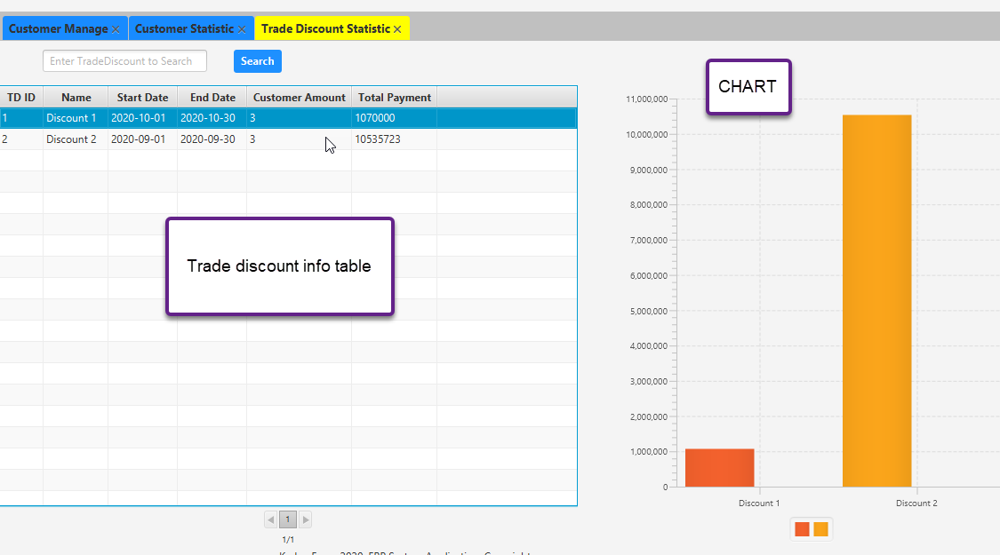 Customer Manage ×
Customer Statistic ×
Trade Discount Statistic ×
Enter TradeDiscount to Search
Search
TD ID Name Start Date End Date Customer Amount Total Payment
1 Discount 1 2020-10-01 2020-10-30 3 1070000
2 Discount 2 2020-09-01 2020-09-30 3 10535723
Trade discount info table
1
1/1
2020
CHART
11,000,000
10,000,000
9,000,000
8,000,000
7,000,000
6,000,000
5,000,000
4,000,000
3,000,000
2,000,000
1,000,000
0
Discount 1
Discount 2